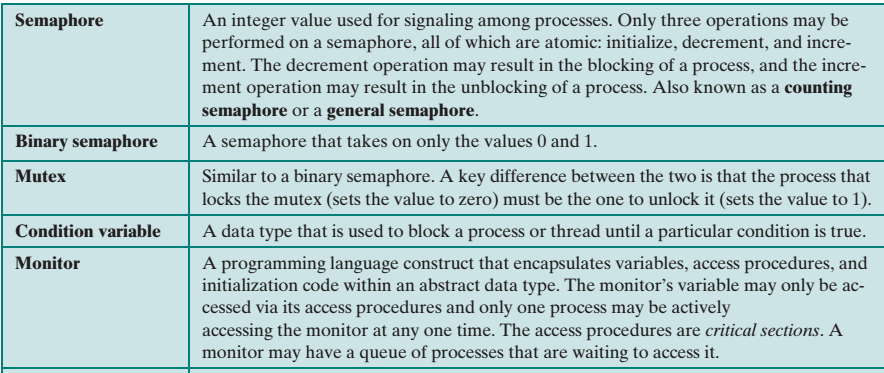 Semaphore An integer value used for signaling among processes. Only three operations may be
performed on a semaphore, all of which are atomic: initialize, decrement, and incre-
ment. The decrement operation may result in the blocking of a process, and the incre-
ment operation may result in the unblocking of a process. Also known as a counting
semaphore or a general semaphore.
Binary semaphore A semaphore that takes on only the values 0 and 1.
Mutex Similar to a binary semaphore. A key difference between the two is that the process that
locks the mutex (sets the value to zero) must be the one to unlock it (sets the value to 1).
Condition variable A data type that is used to block a process or thread until a particular condition is true.
Monitor A programming language construct that encapsulates variables, access procedures, and
initialization code within an abstract data type. The monitor's variable may only be ac-
cessed via its access procedures and only one process may be actively
accessing the monitor at any one time. The access procedures are critical sections. A
monitor may have a queue of processes that are waiting to access it.